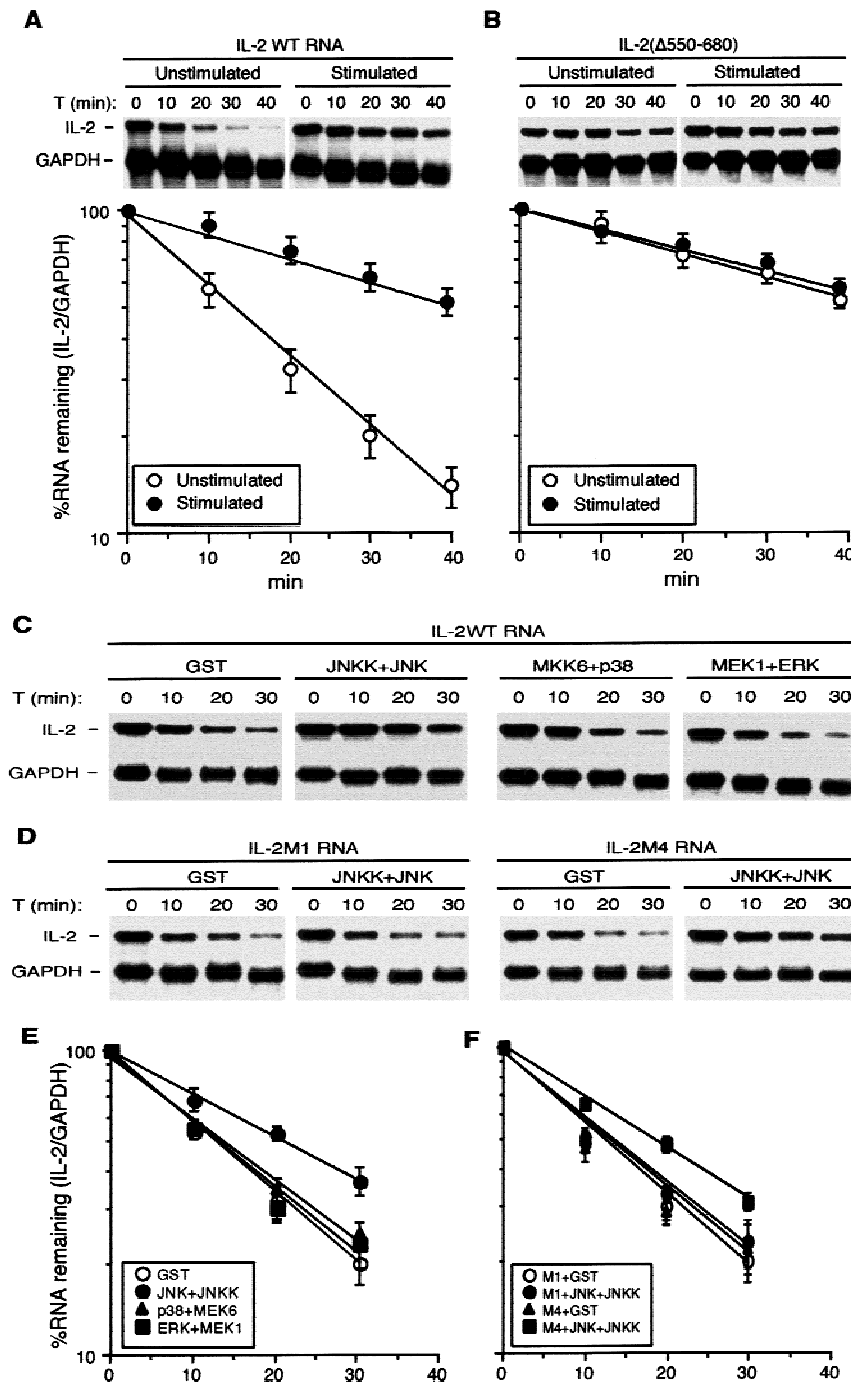 A
IL-2 WT RNA
Unstimulated Stimulated
T (min): 0 10 20 30 40 0 10 20 30 40
IL-2 –
GAPDH –
B
IL-2(Δ550-680)
Unstimulated Stimulated
0 10 20 30 40 0 10 20 30 40
%RNA remaining (IL-2/GAPDH)
100
10
Unstimulated
Stimulated
0 10 20 30 40
min
Unstimulated
Stimulated
0 10 20 30 40
min
C
IL-2WT RNA
GST JNKK+JNK MKK6+p38 MEK1+ERK
T (min): 0 10 20 30 0 10 20 30 0 10 20 30 0 10 20 30
IL-2 –
GAPDH –
D
IL-2M1 RNA IL-2M4 RNA
GST JNKK+JNK GST JNKK+JNK
T (min): 0 10 20 30 0 10 20 30 0 10 20 30 0 10 20 30
IL-2 –
GAPDH –
E
%RNA remaining (IL-2/GAPDH)
100
10
GST
JNK+JNKK
p38+MEK6
ERK+MEK1
0 10 20 30 40
F
M1+GST
M1+JNK+JNKK
M4+GST
M4+JNK+JNKK
0 10 20 30 40